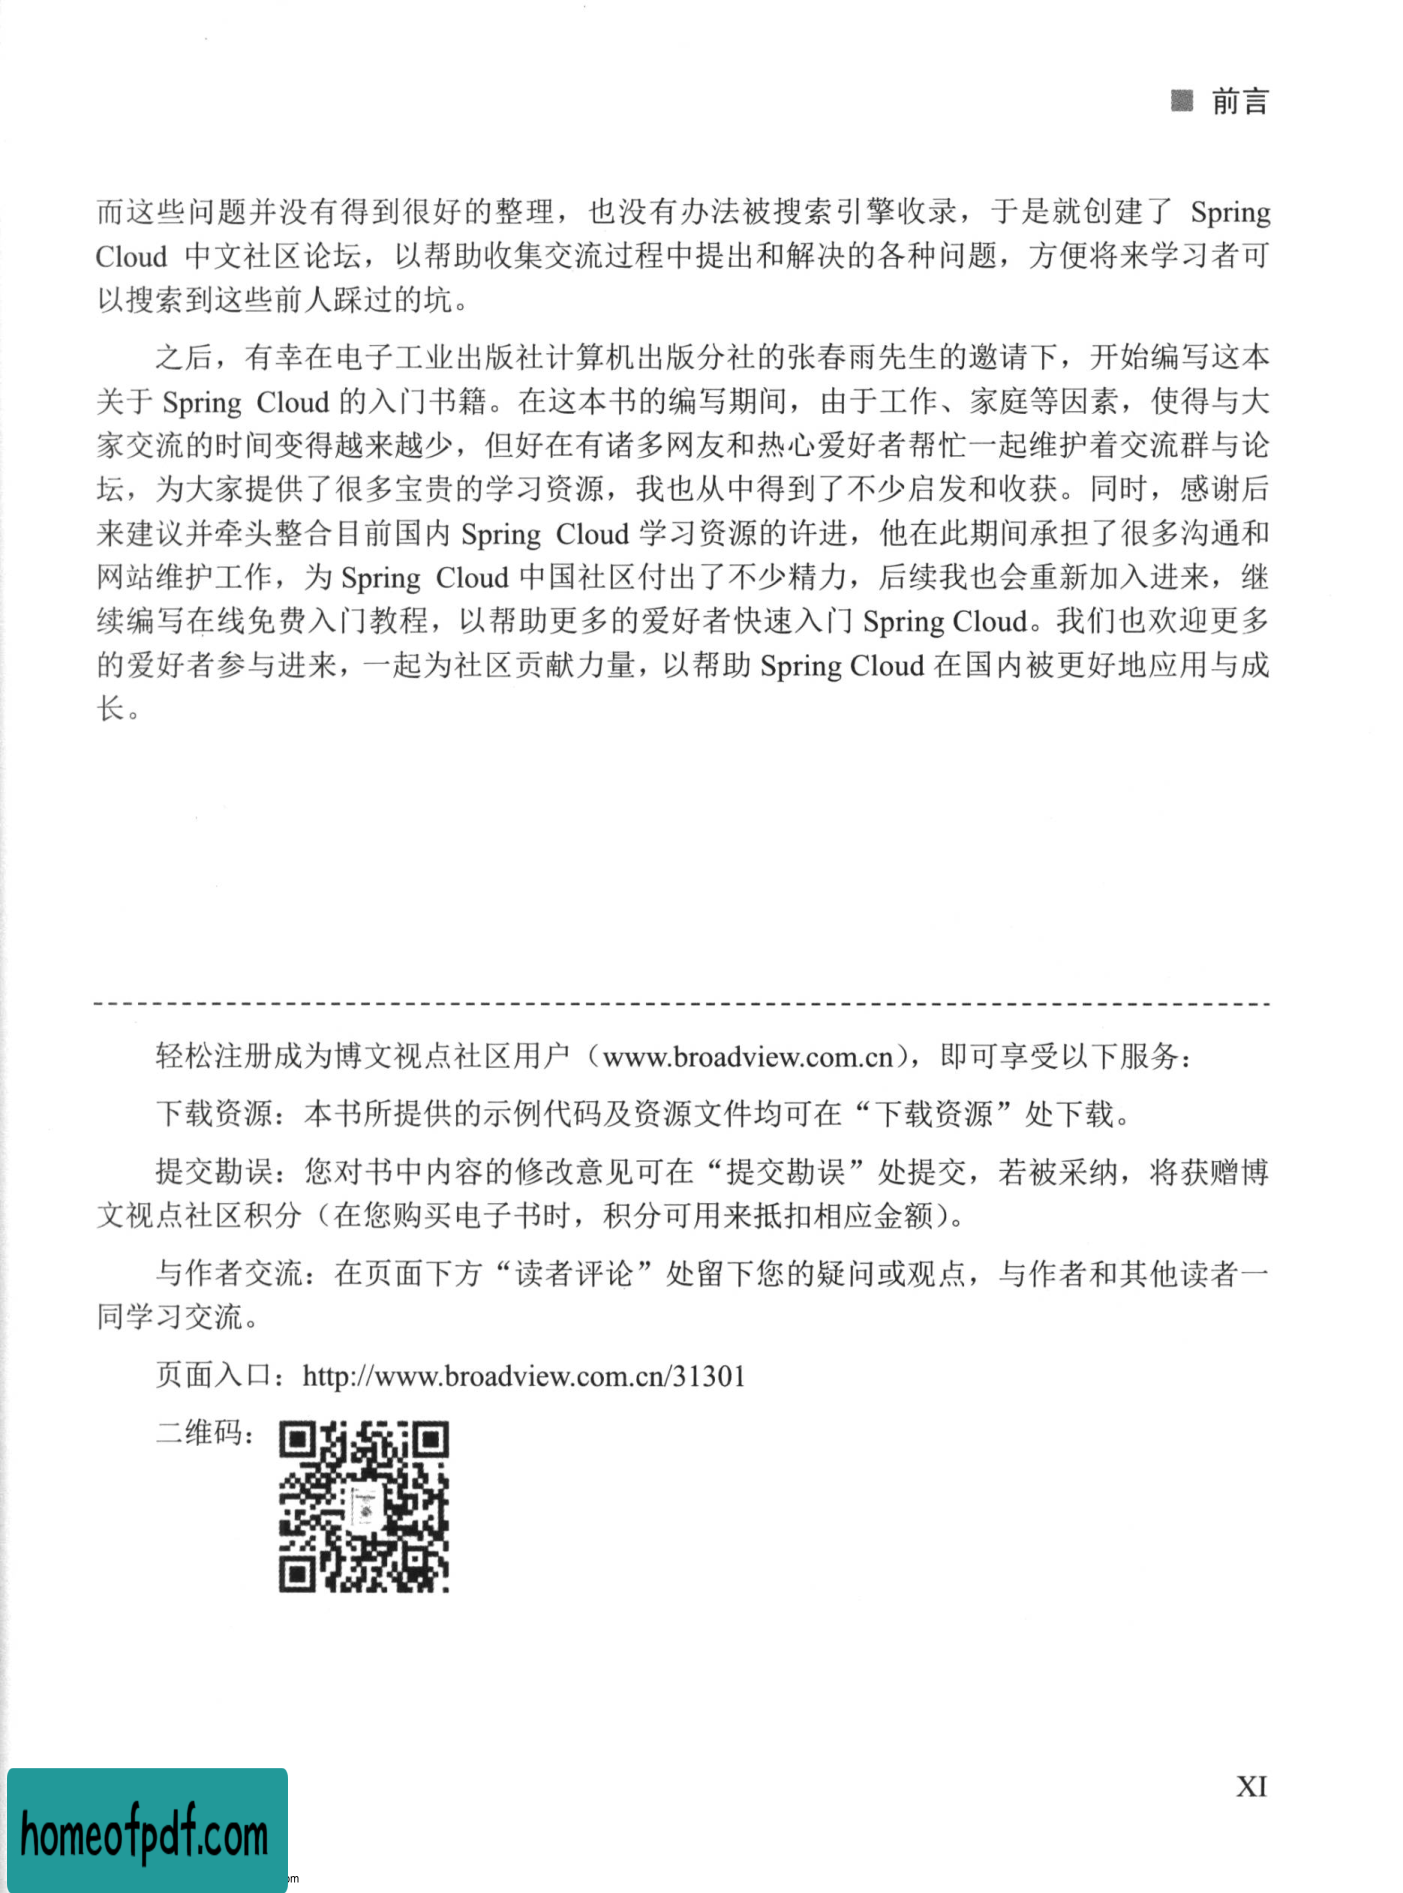 ■ 前言
而这些问题并没有得到很好的整理，也没有办法被搜索引擎收录，于是就创建了 Spring
Cloud 中文社区论坛，以帮助收集交流过程中提出和解决的各种问题，方便将来学习者可
以搜索到这些前人踩过的坑。
之后，有幸在电子工业出版社计算机出版分社的张春雨先生的邀请下，开始编写这本
关于 Spring Cloud 的入门书籍。在这本书的编写期间，由于工作、家庭等因素，使得与大
家交流的时间变得越来越少，但好在有诸多网友和热心爱好者帮忙一起维护着交流群与论
坛，为大家提供了很多宝贵的学习资源，我也从中得到了不少启发和收获。同时，感谢后
来建议并牵头整合目前国内 Spring Cloud 学习资源的许进，他在此期间承担了很多沟通和
网站维护工作，为 Spring Cloud 中国社区付出了不少精力，后续我也会重新加入进来，继
续编写在线免费入门教程，以帮助更多的爱好者快速入门 Spring Cloud。我们也欢迎更多
的爱好者参与进来，一起为社区贡献力量，以帮助 Spring Cloud 在国内被更好地应用与成
长。
轻松注册成为博文视点社区用户（www.broadview.com.cn），即可享受以下服务：
下载资源：本书所提供的示例代码及资源文件均可在“下载资源”处下载。
提交勘误：您对书中内容的修改意见可在“提交勘误”处提交，若被采纳，将获赠博
文视点社区积分（在您购买电子书时，积分可用来抵扣相应金额）。
与作者交流：在页面下方“读者评论”处留下您的疑问或观点，与作者和其他读者一
同学习交流。
页面入口：http://www.broadview.com.cn/31301
二维码：
XI
homeofpdf.com
om